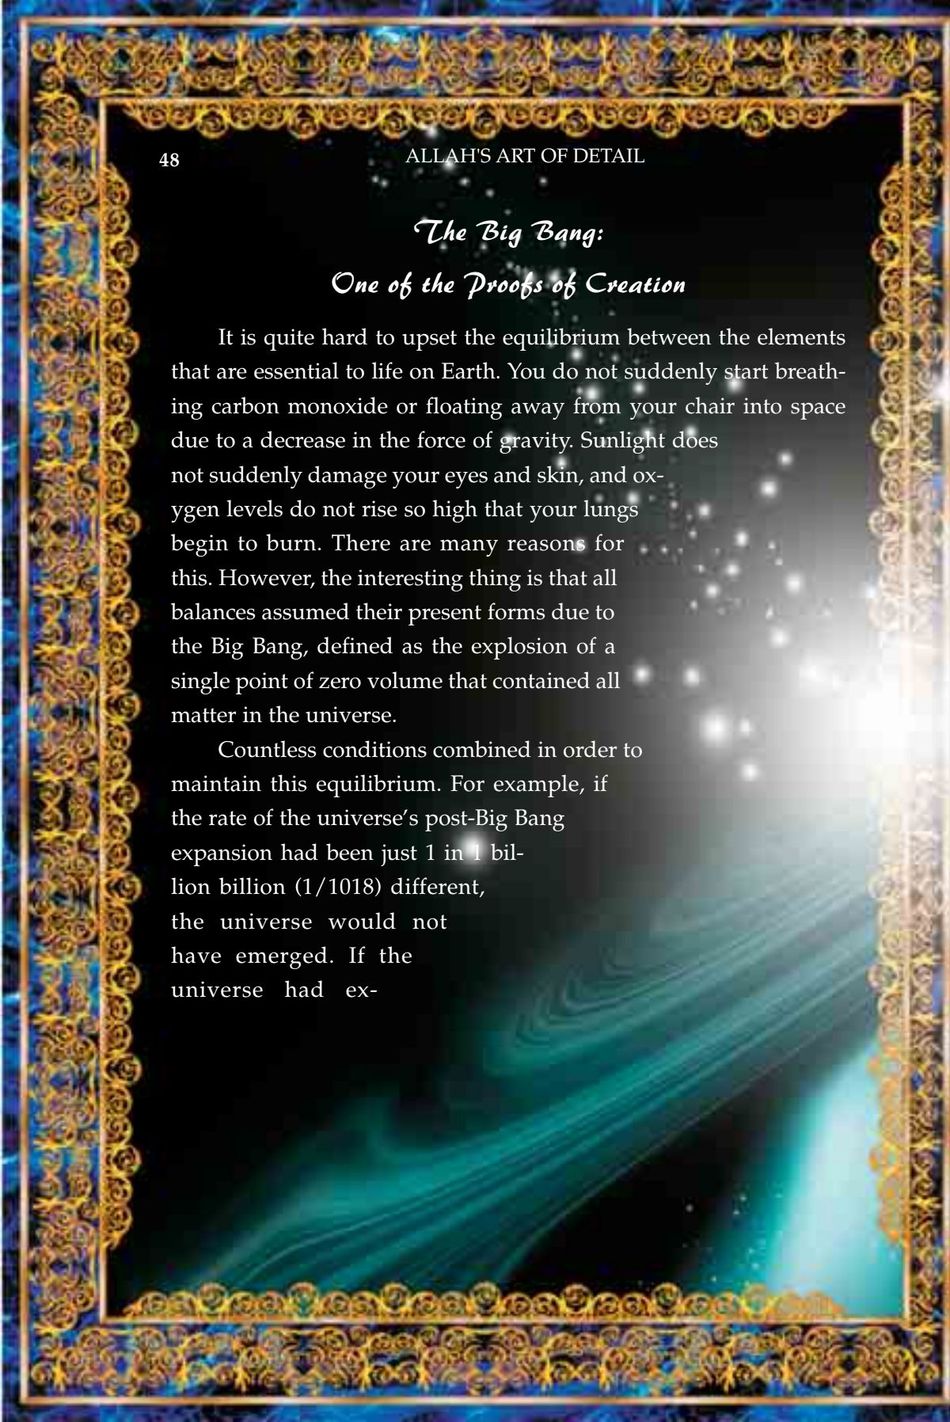 48
ALLAH'S ART OF DETAIL
The Big Bang:
One of the Proofs of Creation
It is quite hard to upset the equilibrium between the elements
that are essential to life on Earth. You do not suddenly start breath-
ing carbon monoxide or floating away from your chair into space
due to a decrease in the force of gravity. Sunlight does
not suddenly damage your eyes and skin, and ox-
ygen levels do not rise so high that your lungs
begin to burn. There are many reasons for
this. However, the interesting thing is that all
balances assumed their present forms due to
the Big Bang, defined as the explosion of a
single point of zero volume that contained all
matter in the universe.
Countless conditions combined in order to
maintain this equilibrium. For example, if
the rate of the universe’s post-Big Bang
expansion had been just 1 in 1 bil-
lion billion (1/1018) different,
the universe would not
have emerged. If the
universe had ex-